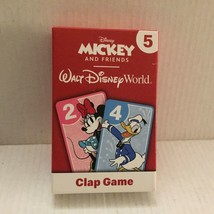 Disney
MICKEY
AND FRIENDS
5
Walt Disney World.
2
4
Clap Game